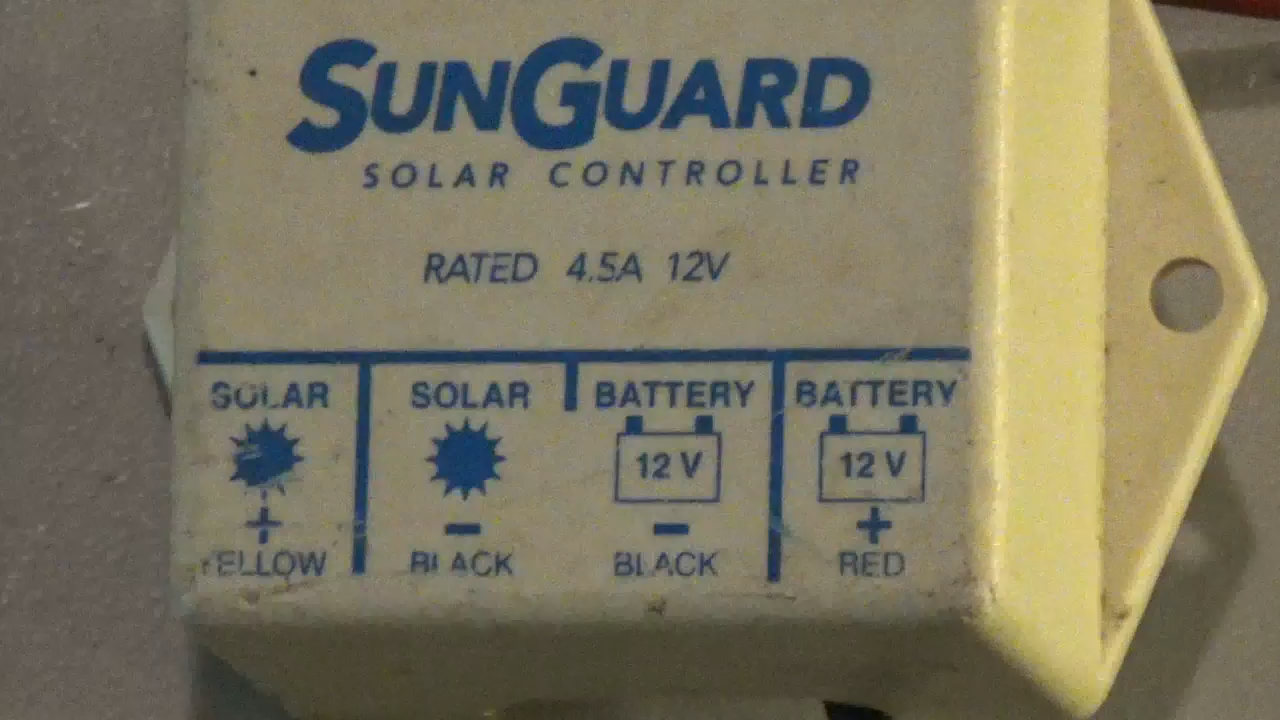 SUNGUARD
SOLAR CONTROLLER
RATED 4.5A 12V
SOLAR SOLAR BATTERY BATTERY
12 V 12 V
+ - - +
YELLOW BLACK BLACK RED